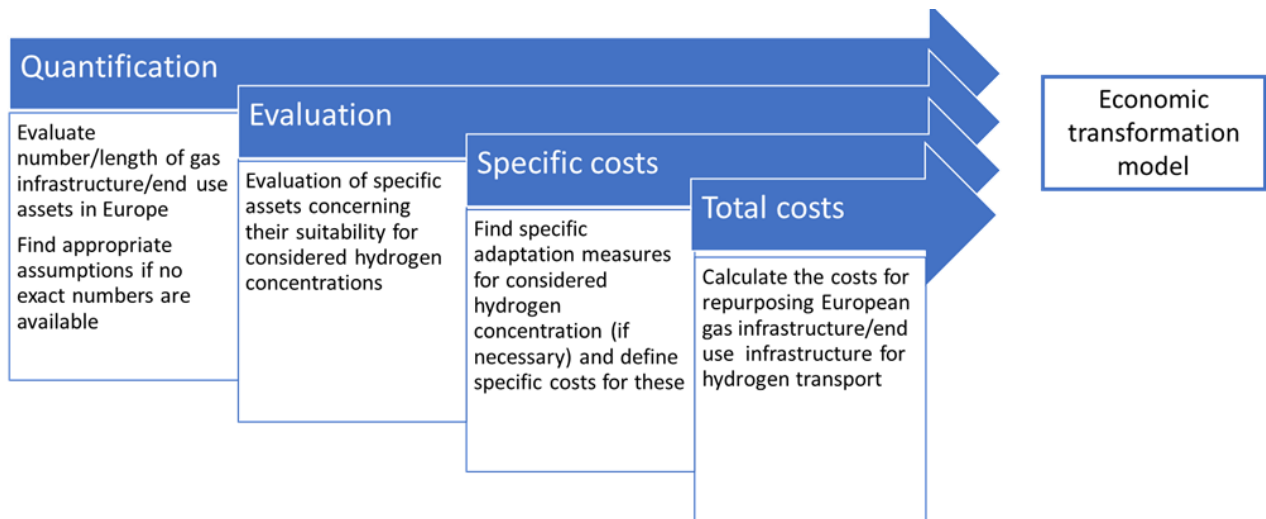 Quantification
Evaluate
number/length of gas
infrastructure/end use
assets in Europe
Find appropriate
assumptions if no
exact numbers are
available
Evaluation
Evaluation of specific
assets concerning
their suitability for
considered hydrogen
concentrations
Specific costs
Find specific
adaptation measures
for considered
hydrogen
concentration (if
necessary) and define
specific costs for these
Total costs
Calculate the costs for
repurposing European
gas infrastructure/end
use infrastructure for
hydrogen transport
Economic
transformation
model